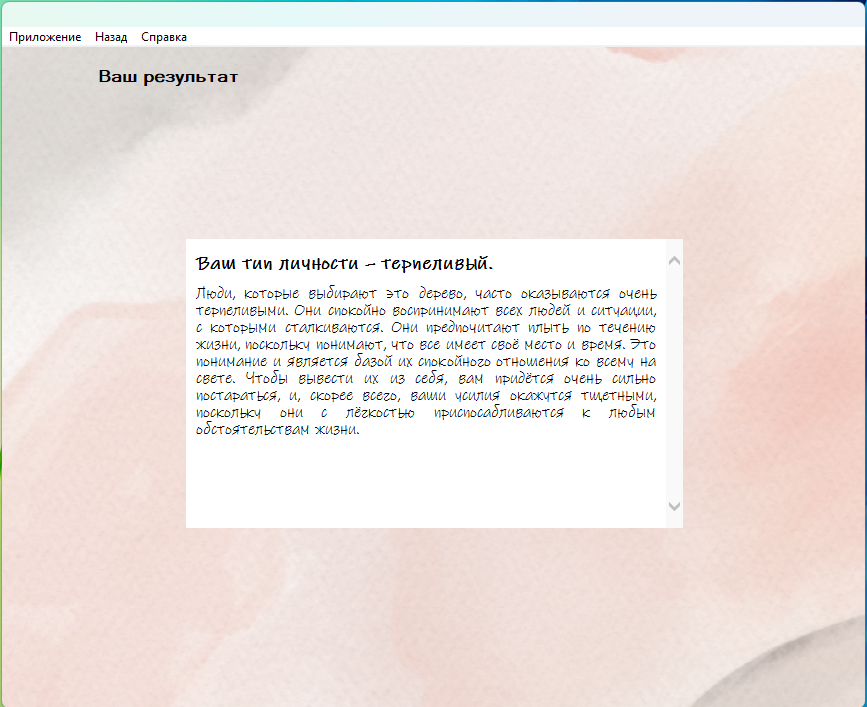 Приложение Назад Справка
Ваш результат
Ваш тип личности – терпеливый.
Люди, которые выбирают это дерево, часто оказываются очень
терпеливыми. Они спокойно воспринимают всех людей и ситуации,
с которыми сталкиваются. Они предпочитают плыть по течению
жизни, поскольку понимают, что все имеет своё место и время. Это
понимание и является базой их спокойного отношения ко всему на
свете. Чтобы вывести их из себя, вам придётся очень сильно
постараться, и, скорее всего, ваши усилия окажутся тщетными,
поскольку они с лёгкостью приспосабливаются к любым
обстоятельствам жизни.